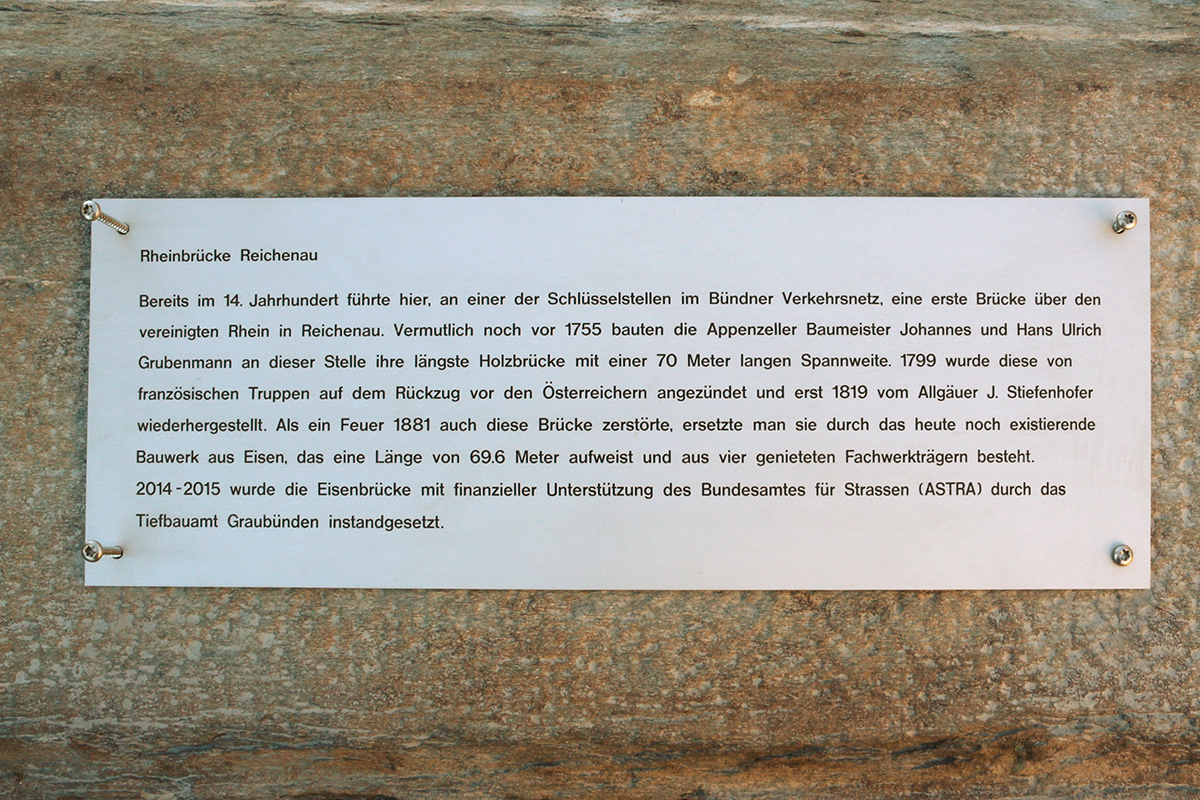 Rheinbrücke Reichenau
Bereits im 14. Jahrhundert führte hier, an einer der Schlüsselstellen im Bündner Verkehrsnetz, eine erste Brücke über den
vereinigten Rhein in Reichenau. Vermutlich noch vor 1755 bauten die Appenzeller Baumeister Johannes und Hans Ulrich
Grubenmann an dieser Stelle ihre längste Holzbrücke mit einer 70 Meter langen Spannweite. 1799 wurde diese von
französischen Truppen auf dem Rückzug vor den Österreichern angezündet und erst 1819 vom Allgäuer J. Stiefenhofer
wiederhergestellt. Als ein Feuer 1881 auch diese Brücke zerstörte, ersetzte man sie durch das heute noch existierende
Bauwerk aus Eisen, das eine Länge von 69.6 Meter aufweist und aus vier genieteten Fachwerkträgern besteht.
2014-2015 wurde die Eisenbrücke mit finanzieller Unterstützung des Bundesamtes für Strassen (ASTRA) durch das
Tiefbauamt Graubünden instandgesetzt.